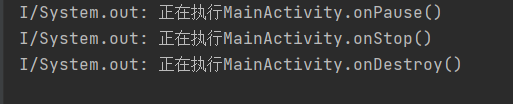 I/System.out: 正在执行MainActivity.onPause()
I/System.out: 正在执行MainActivity.onStop()
I/System.out: 正在执行MainActivity.onDestroy()